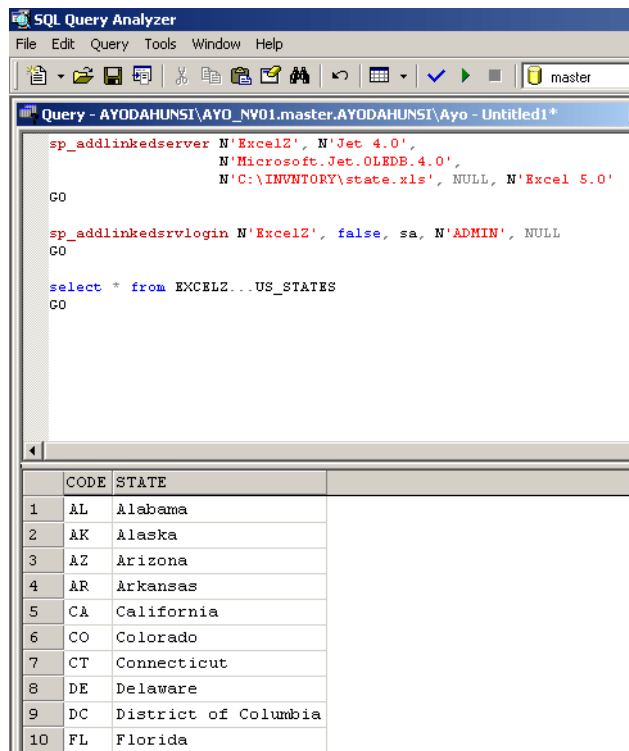 SQL Query Analyzer
File Edit Query Tools Window Help
master
Query - AYODAHUNSI\AYO_NV01.master.AYODAHUNSI\Ayo - Untitled1*
sp_addlinkedserver N'ExcelZ', N'Jet 4.0',
N'Microsoft.Jet.OLEDB.4.0',
N'C:\INVNTORY\state.xls', NULL, N'Excel 5.0'
GO
sp_addlinkedsrvlogin N'ExcelZ', false, sa, N'ADMIN', NULL
GO
select * from EXCELZ...US_STATES
GO
CODE STATE
1 AL Alabama
2 AK Alaska
3 AZ Arizona
4 AR Arkansas
5 CA California
6 CO Colorado
7 CT Connecticut
8 DE Delaware
9 DC District of Columbia
10 FL Florida